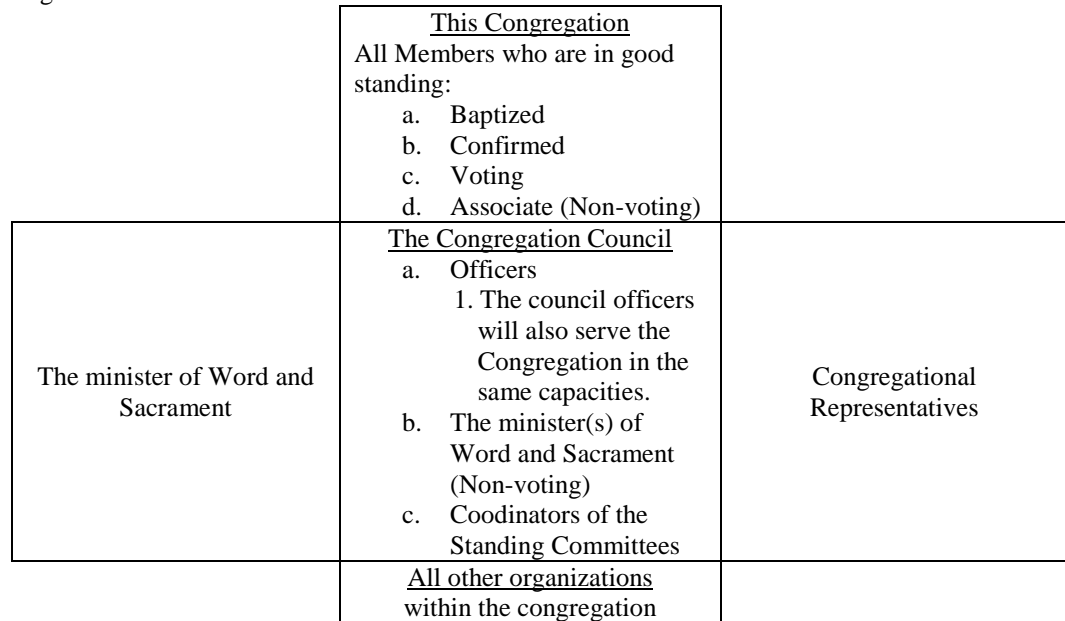 This Congregation
All Members who are in good
standing:
a. Baptized
b. Confirmed
c. Voting
d. Associate (Non-voting)
The minister of Word and
Sacrament
The Congregation Council
a. Officers
1. The council officers
will also serve the
Congregation in the
same capacities.
b. The minister(s) of
Word and Sacrament
(Non-voting)
c. Coodinators of the
Standing Committees
Congregational
Representatives
All other organizations
within the congregation